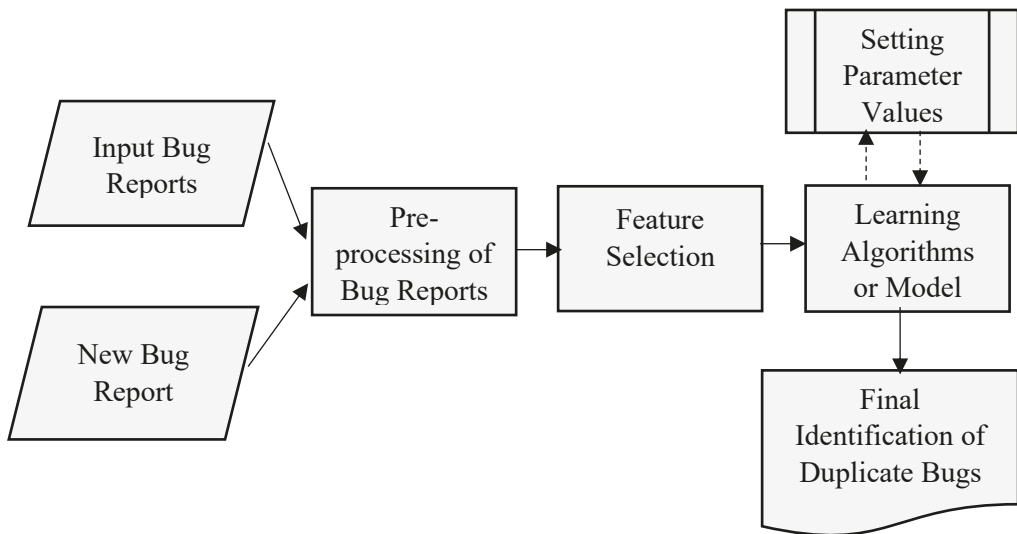 Input Bug
Reports
New Bug
Report
Pre-
processing of
Bug Reports
Feature
Selection
Setting
Parameter
Values
Learning
Algorithms
or Model
Final
Identification of
Duplicate Bugs